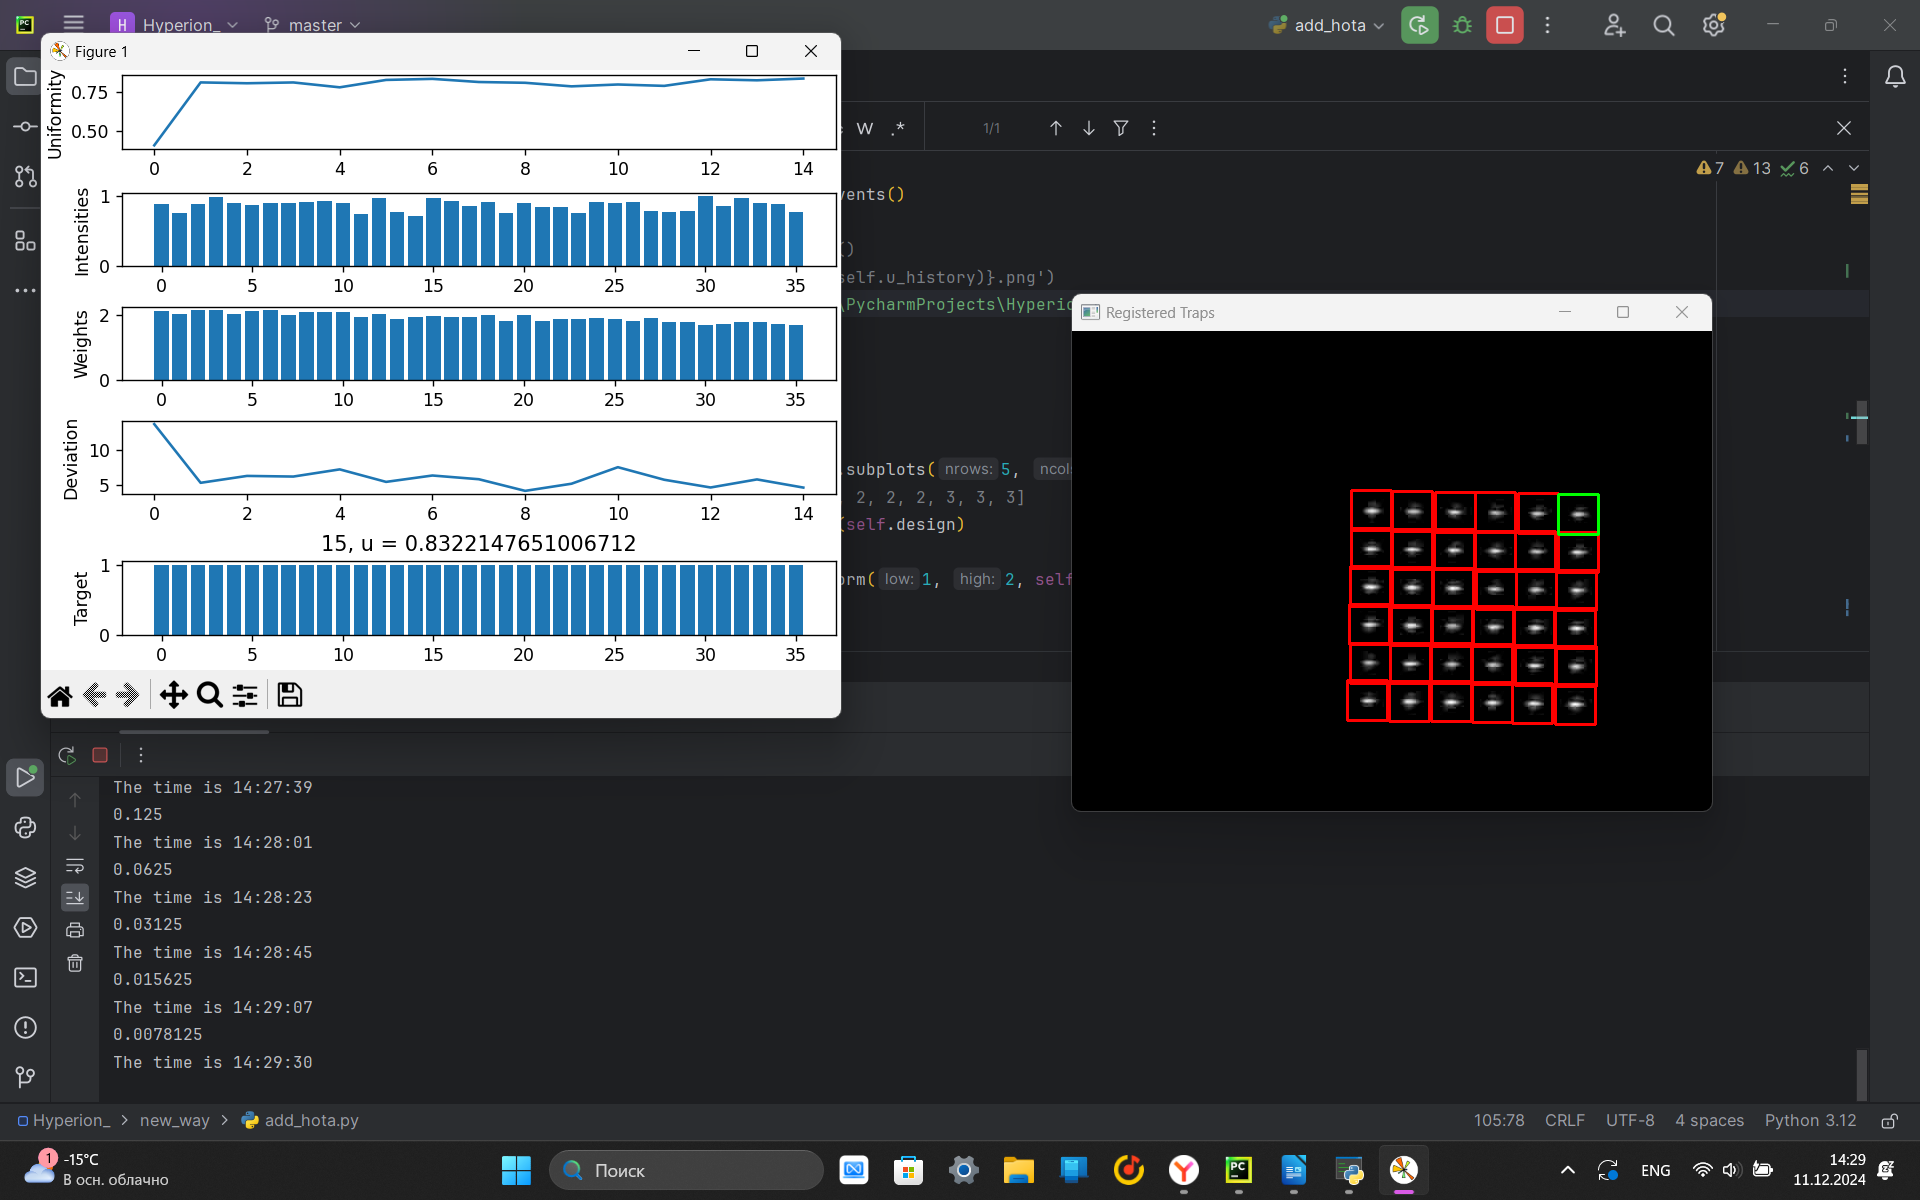 H Hyperion_ master add_hota
Figure 1
Uniformity
0.75
0.50
0 2 4 6 8 10 12 14
Intensities
1
0
0 5 10 15 20 25 30 35
Weights
2
0
0 5 10 15 20 25 30 35
Deviation
10
5
0 2 4 6 8 10 12 14
15, u = 0.8322147651006712
Target
1
0
0 5 10 15 20 25 30 35
W .* 1/1
7 13 6
vents()
()
self.u_history)}.png')
\PycharmProjects\Hyperio
.subplots( nrows: 5, ncols
2, 2, 2, 3, 3, 3]
(self.design)
orm( low: 1, high: 2, self
Registered Traps
The time is 14:27:39
0.125
The time is 14:28:01
0.0625
The time is 14:28:23
0.03125
The time is 14:28:45
0.015625
The time is 14:29:07
0.0078125
The time is 14:29:30
Hyperion_ > new_way > add_hota.py
105:78 CRLF UTF-8 4 spaces Python 3.12
1
-15°C
В осн. облачно
Поиск
PC
ENG
14:29
11.12.2024